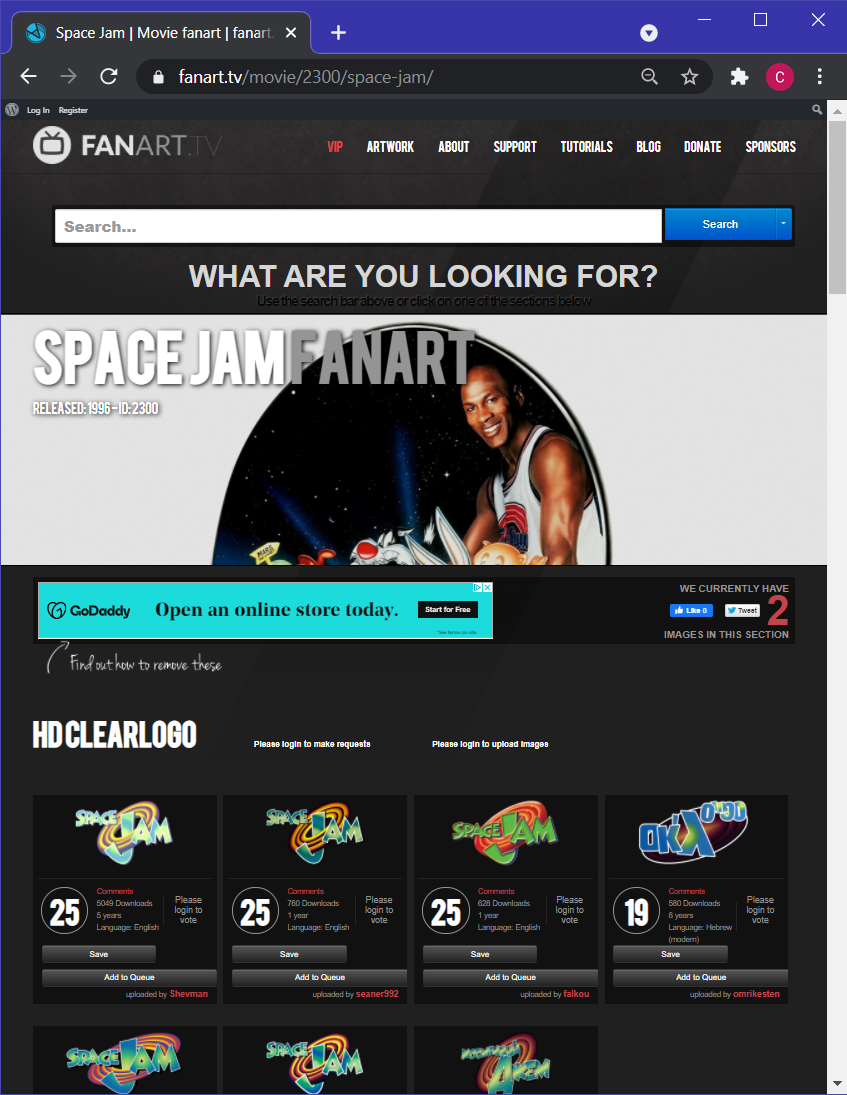 Space Jam | Movie fanart | fanart.
fanart.tv/movie/2300/space-jam/
C
Log In Register
FANART.TV
VIP ARTWORK ABOUT SUPPORT TUTORIALS BLOG DONATE SPONSORS
Search...
Search
WHAT ARE YOU LOOKING FOR?
Use the search bar above or click on one of the sections below
SPACE JAM FANART
RELEASED: 1996 - ID: 2300
GoDaddy
Open an online store today.
Start for Free
*See terms on site.
WE CURRENTLY HAVE
Like 0
Tweet
2
IMAGES IN THIS SECTION
Find out how to remove these
HD CLEARLOGO
Please login to make requests
Please login to upload images
SPACE JAM
SPACE JAM
SPACE JAM
25
Comments
5049 Downloads
5 years
Language: English
Please
login to
vote
Save
Add to Queue
uploaded by Shevman
25
Comments
760 Downloads
1 year
Language: English
Please
login to
vote
Save
Add to Queue
uploaded by seaner992
25
Comments
628 Downloads
1 year
Language: English
Please
login to
vote
Save
Add to Queue
uploaded by falkou
19
Comments
580 Downloads
8 years
Language: Hebrew
(modern)
Please
login to
vote
Save
Add to Queue
uploaded by omrikesten
SPACE JAM
SPACE JAM